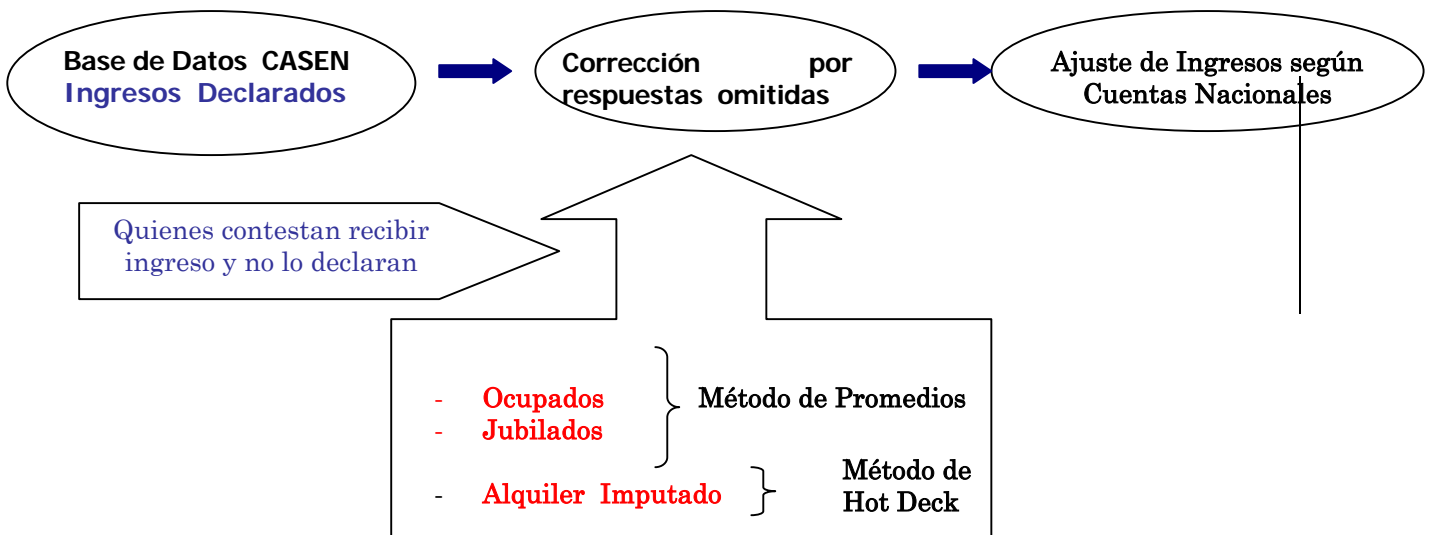 Base de Datos CASEN
Ingresos Declarados
Corrección por
respuestas omitidas
Ajuste de Ingresos según
Cuentas Nacionales
Quienes contestan recibir
ingreso y no lo declaran
- Ocupados
- Jubilados
Método de Promedios
- Alquiler Imputado
Método de
Hot Deck